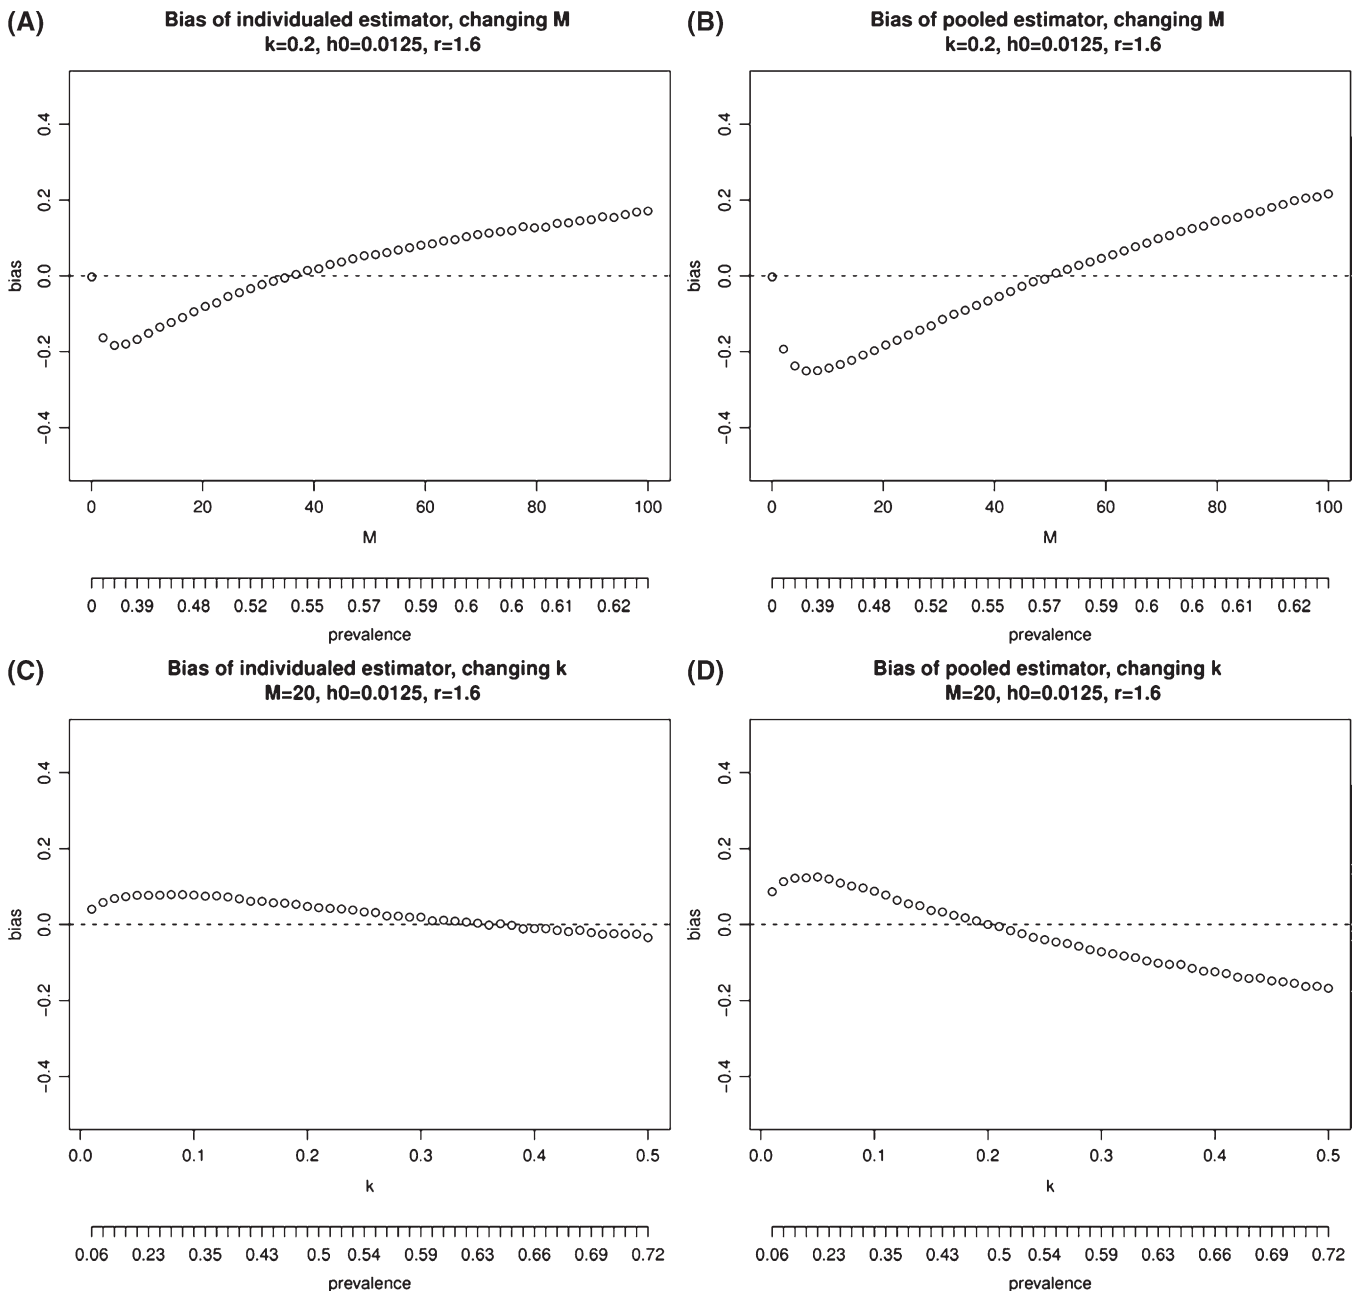 (A)
Bias of individualed estimator, changing M
k=0.2, h0=0.0125, r=1.6
bias
0.4
0.2
0.0
−0.2
−0.4
0 20 40 60 80 100
M
0 0.39 0.48 0.52 0.55 0.57 0.59 0.6 0.6 0.61 0.62
prevalence
(B)
Bias of pooled estimator, changing M
k=0.2, h0=0.0125, r=1.6
bias
0.4
0.2
0.0
−0.2
−0.4
0 20 40 60 80 100
M
0 0.39 0.48 0.52 0.55 0.57 0.59 0.6 0.6 0.61 0.62
prevalence
(C)
Bias of individualed estimator, changing k
M=20, h0=0.0125, r=1.6
bias
0.4
0.2
0.0
−0.2
−0.4
0.0 0.1 0.2 0.3 0.4 0.5
k
0.06 0.23 0.35 0.43 0.5 0.54 0.59 0.63 0.66 0.69 0.72
prevalence
(D)
Bias of pooled estimator, changing k
M=20, h0=0.0125, r=1.6
bias
0.4
0.2
0.0
−0.2
−0.4
0.0 0.1 0.2 0.3 0.4 0.5
k
0.06 0.23 0.35 0.43 0.5 0.54 0.59 0.63 0.66 0.69 0.72
prevalence